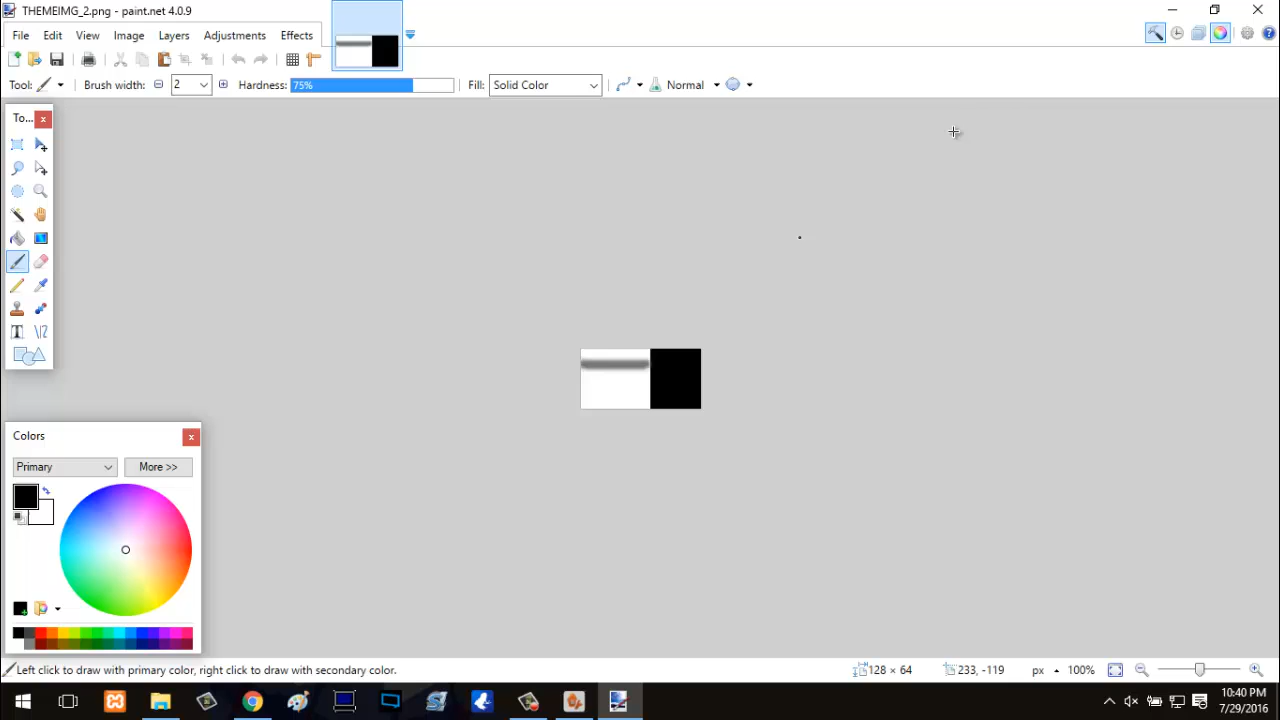 THEMEIMG_2.png - paint.net 4.0.9
File Edit View Image Layers Adjustments Effects
Tool: Brush width: 2 Hardness: 75% Fill: Solid Color Normal
To...
Colors
Primary More >>
Left click to draw with primary color, right click to draw with secondary color. 128 × 64 233, -119 px 100%
10:40 PM
7/29/2016